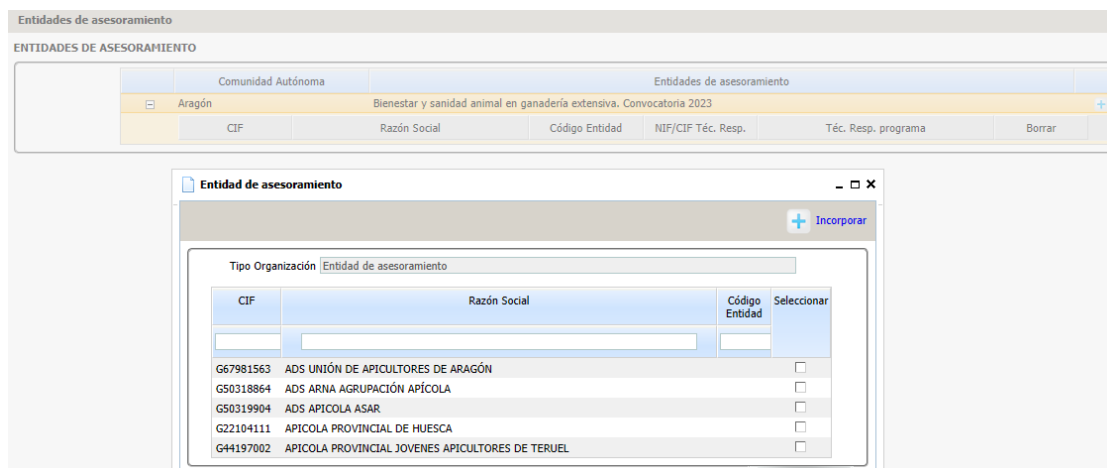 Entidades de asesoramiento
ENTIDADES DE ASESORAMIENTO
Comunidad Autónoma Entidades de asesoramiento
Aragón Bienestar y sanidad animal en ganadería extensiva. Convocatoria 2023
CIF Razón Social Código Entidad NIF/CIF Téc. Resp. Téc. Resp. programa Borrar
Entidad de asesoramiento
Incorporar
Tipo Organización Entidad de asesoramiento
CIF Razón Social Código Entidad Seleccionar
G67981563 ADS UNIÓN DE APICULTORES DE ARAGÓN
G50318864 ADS ARNA AGRUPACIÓN APÍCOLA
G50319904 ADS APICOLA ASAR
G22104111 APICOLA PROVINCIAL DE HUESCA
G44197002 APICOLA PROVINCIAL JOVENES APICULTORES DE TERUEL